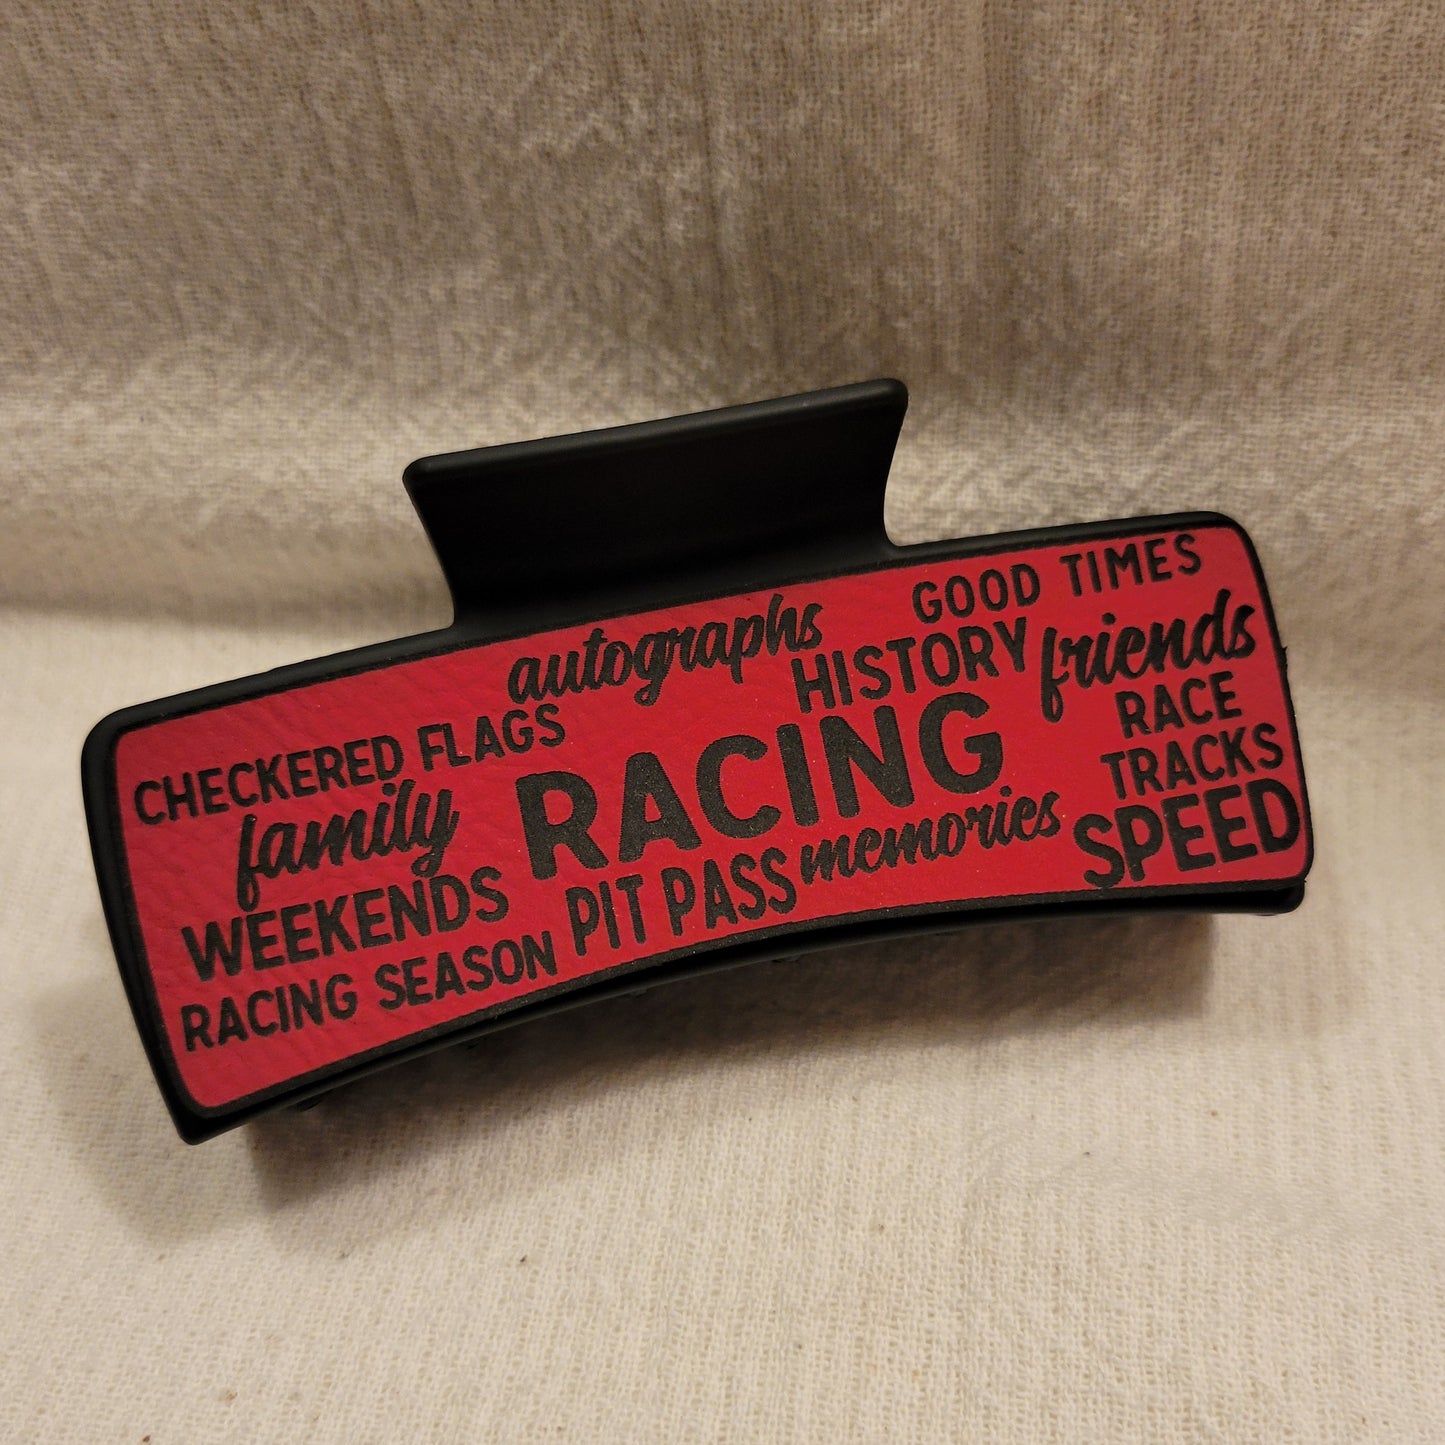 GOOD TIMES
autographs
HISTORY
friends
CHECKERED FLAGS
RACING
RACE
TRACKS
family
memories
SPEED
WEEKENDS
PIT PASS
RACING SEASON